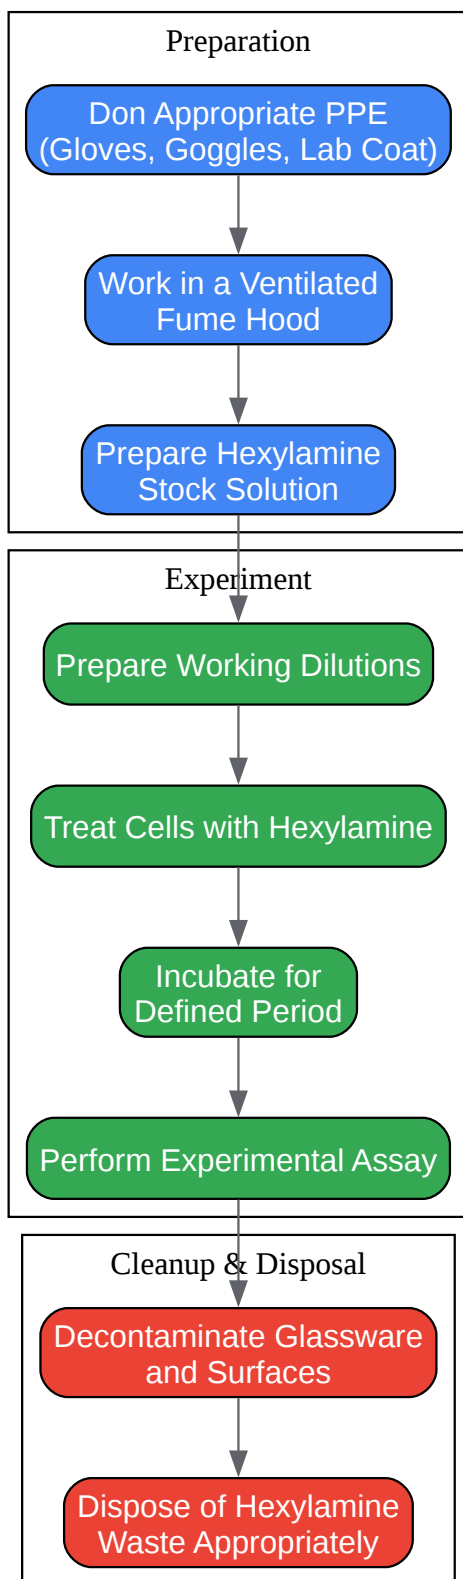 Preparation
Don Appropriate PPE
(Gloves, Goggles, Lab Coat)
Work in a Ventilated
Fume Hood
Prepare Hexylamine
Stock Solution
Experiment
Prepare Working Dilutions
Treat Cells with Hexylamine
Incubate for
Defined Period
Perform Experimental Assay
Cleanup & Disposal
Decontaminate Glassware
and Surfaces
Dispose of Hexylamine
Waste Appropriately